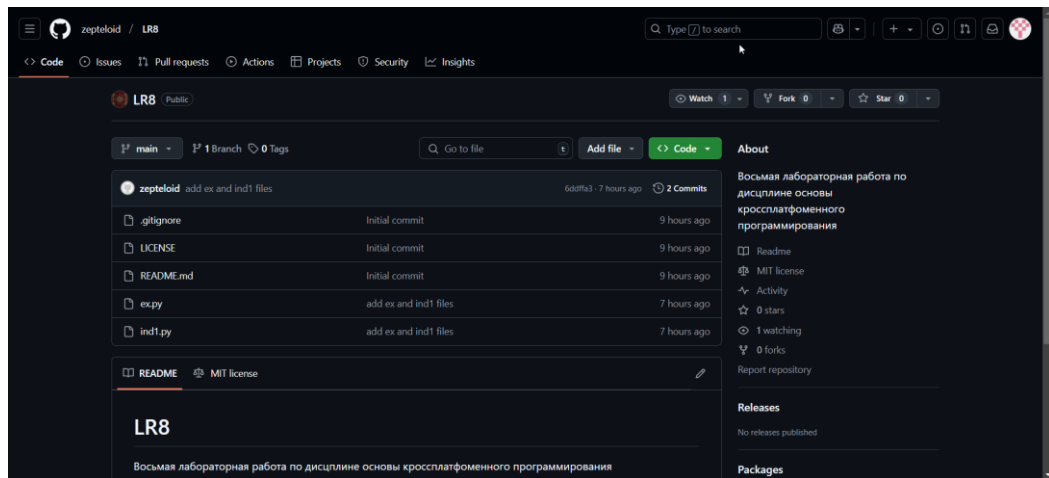 zepteloid / LR8
Type / to search
Code Issues Pull requests Actions Projects Security Insights
LR8 Public
Watch 1 Fork 0 Star 0
main 1 Branch 0 Tags
Go to file t Add file Code
zepteloid add ex and ind1 files 6ddffa3 · 7 hours ago 2 Commits
.gitignore Initial commit 9 hours ago
LICENSE Initial commit 9 hours ago
README.md Initial commit 9 hours ago
ex.py add ex and ind1 files 7 hours ago
ind1.py add ex and ind1 files 7 hours ago
README MIT license
LR8
Восьмая лабораторная работа по дисцплине основы кроссплатфоменного программирования
About
Восьмая лабораторная работа по
дисцплине основы
кроссплатфоменного
программирования
Readme
MIT license
Activity
0 stars
1 watching
0 forks
Report repository
Releases
No releases published
Packages